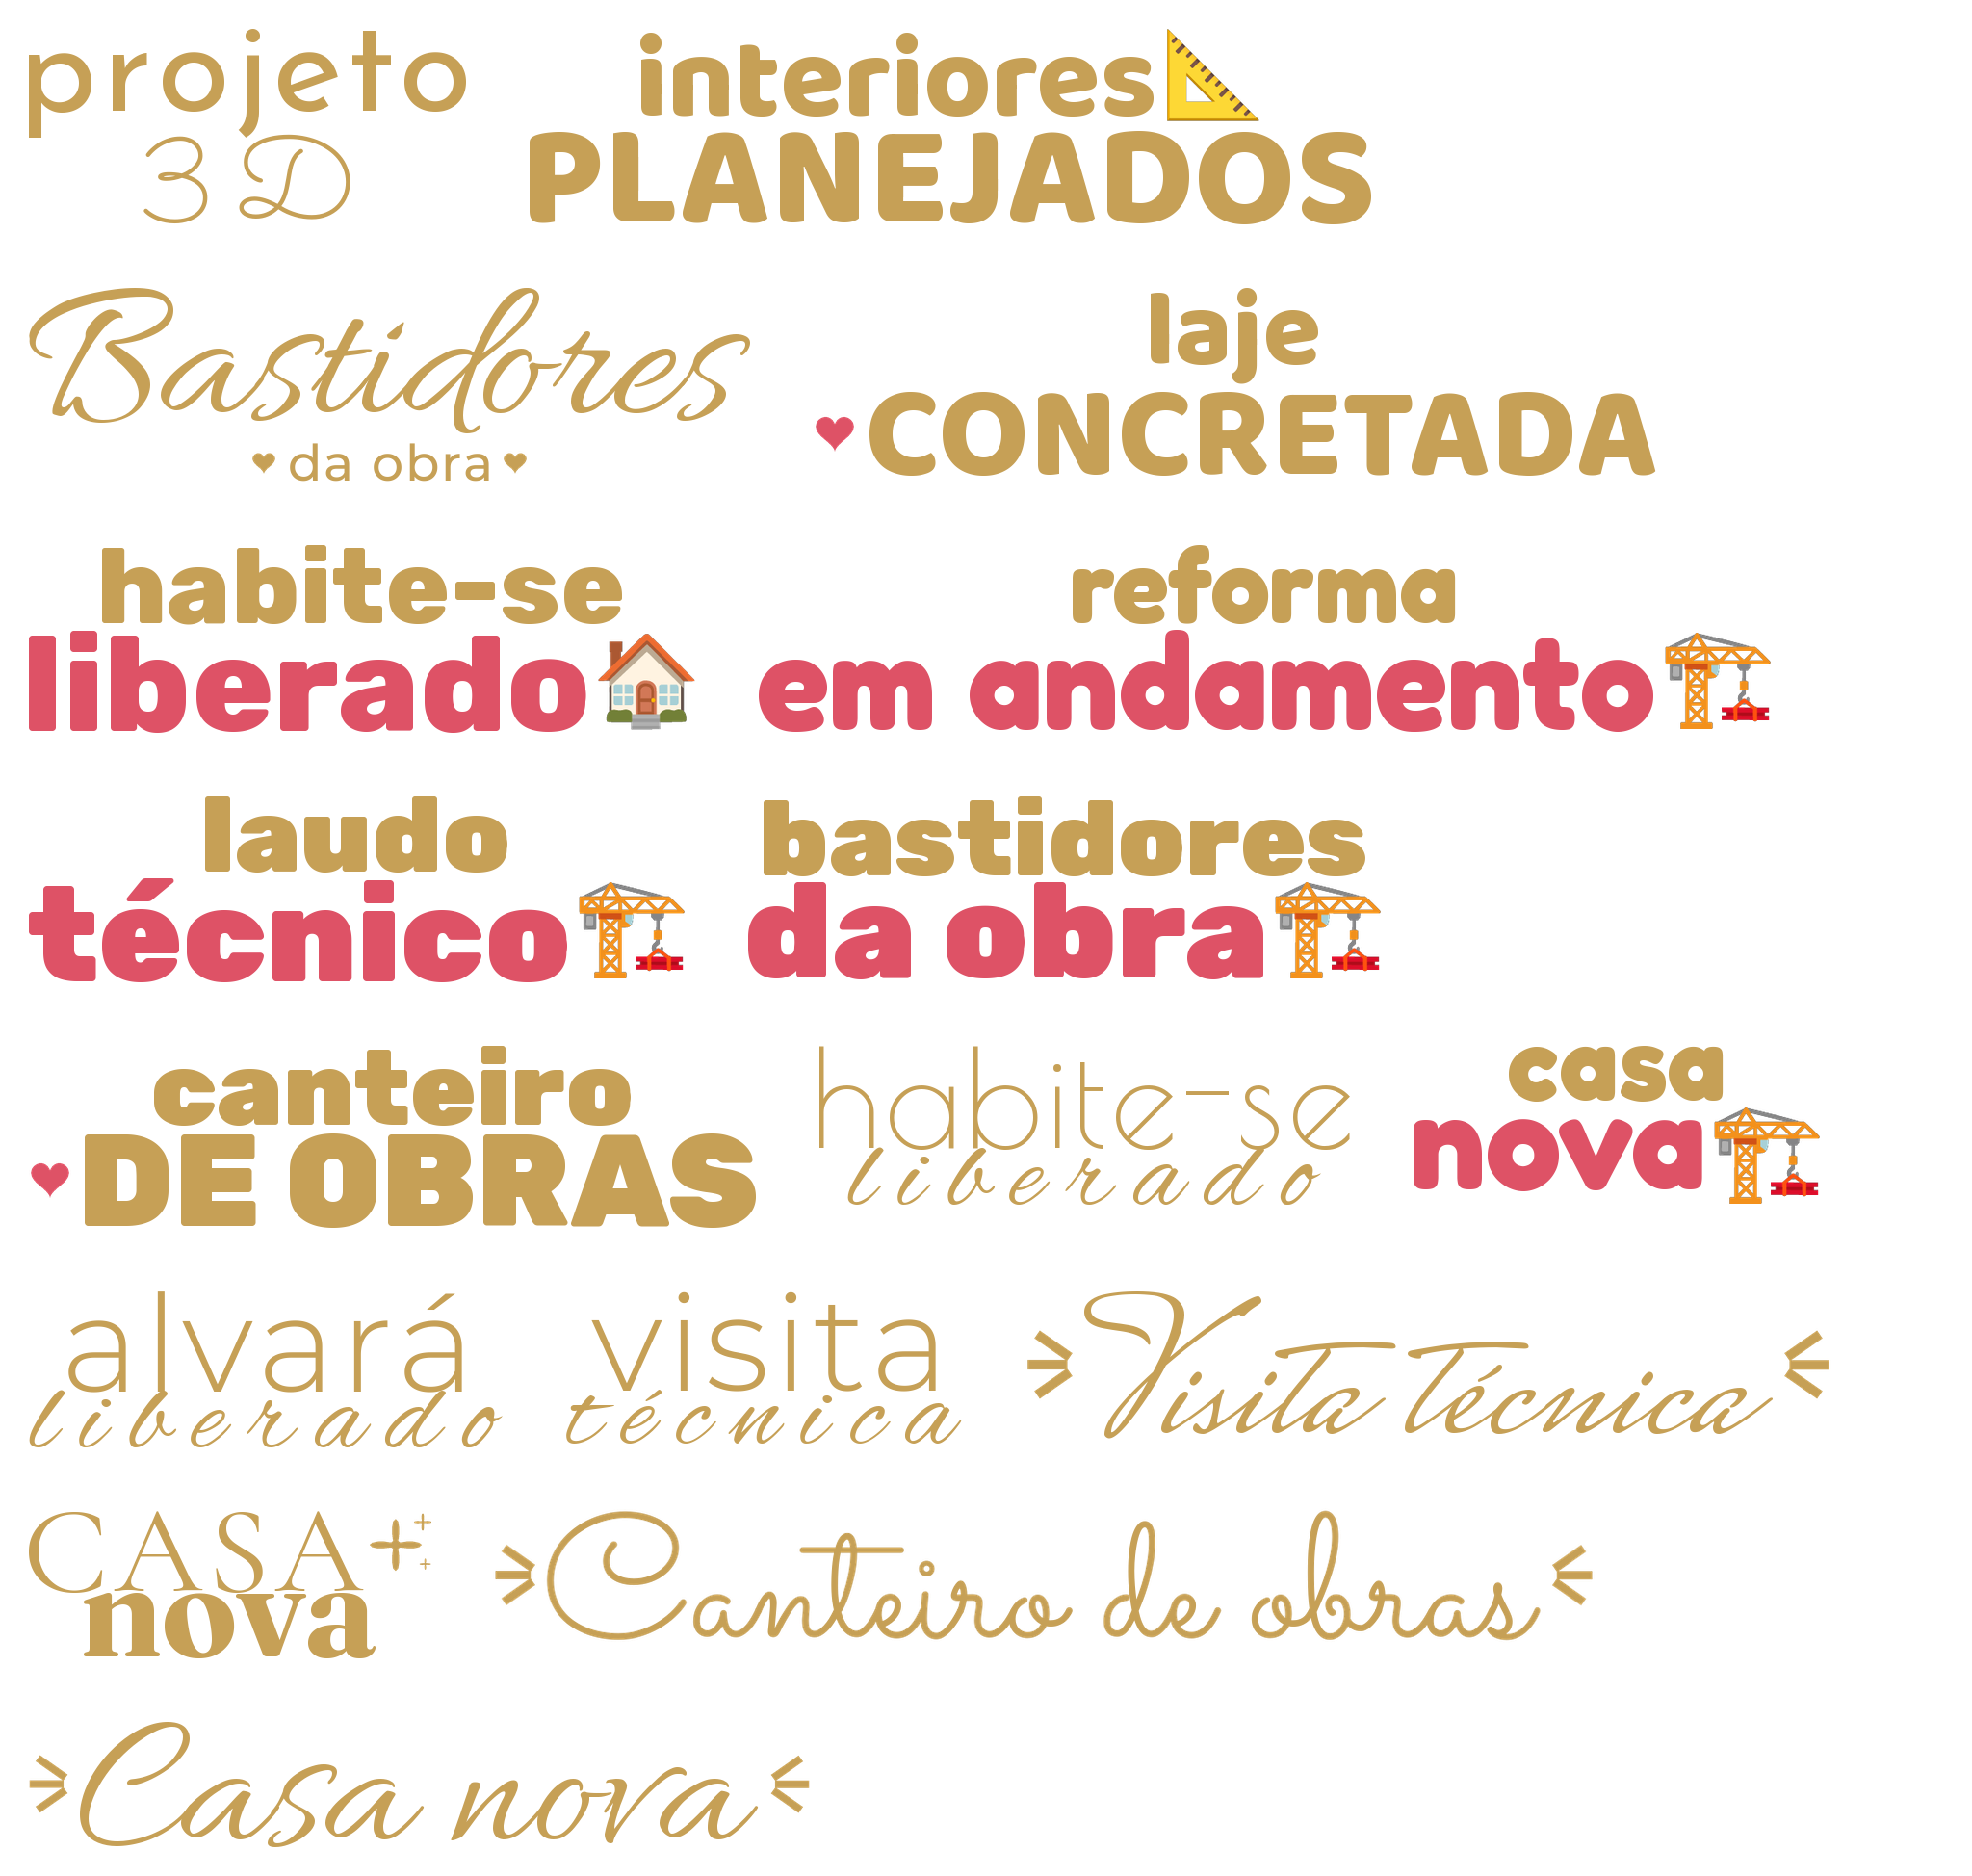 projeto
3D
interiores
PLANEJADOS
Bastidores
da obra
laje
CONCRETADA
habite-se
liberado
reforma
em andamento
laudo
técnico
bastidores
da obra
canteiro
DE OBRAS
habite-se
liberado
casa
nova
alvará
liberado
visita
técnica
Visita Técnica
CASA
nova
Canteiro de obras
Casa nova